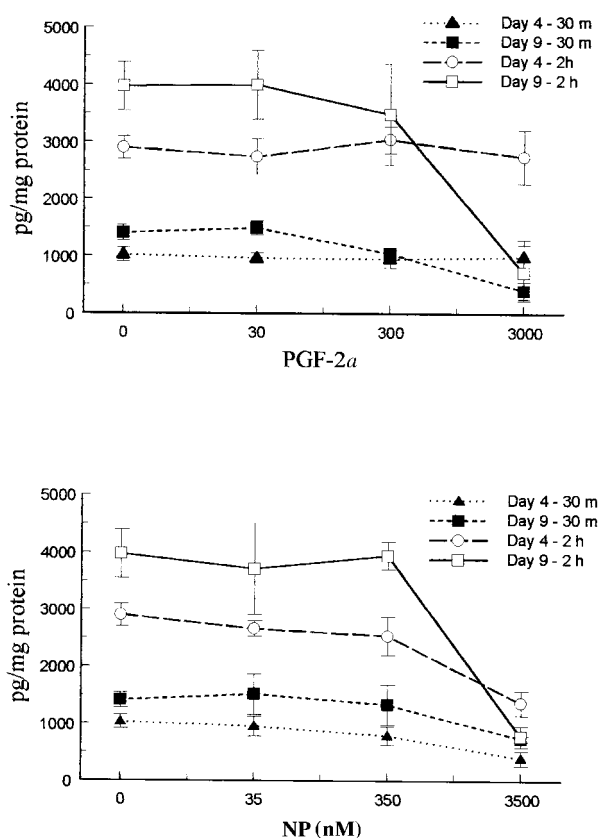 Day 4 - 30 m
Day 9 - 30 m
Day 4 - 2h
Day 9 - 2 h
5000
4000
3000
2000
1000
0
pg/mg protein
0 30 300 3000
PGF-2a
Day 4 - 30 m
Day 9 - 30 m
Day 4 - 2 h
Day 9 - 2 h
5000
4000
3000
2000
1000
0
pg/mg protein
0 35 350 3500
NP (nM)